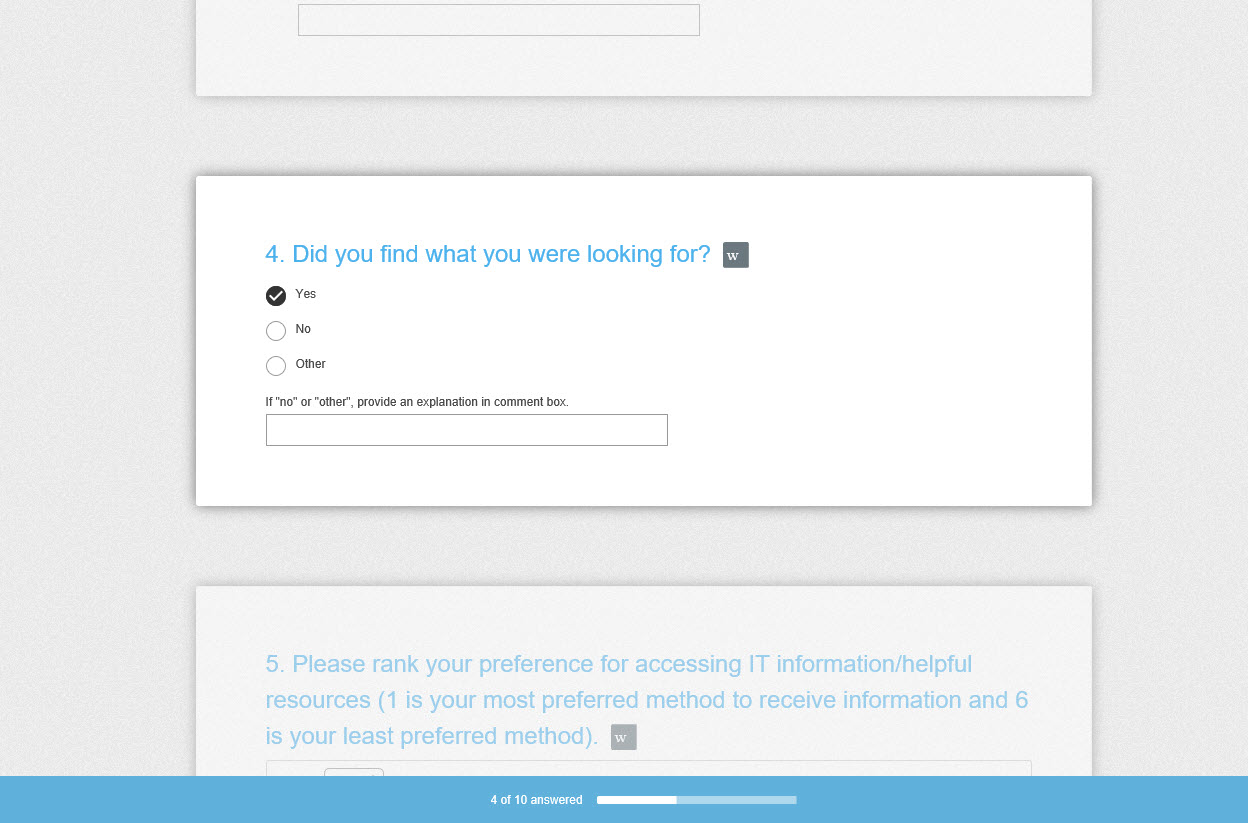 4. Did you find what you were looking for? w
Yes
No
Other
If "no" or "other", provide an explanation in comment box.
5. Please rank your preference for accessing IT information/helpful
resources (1 is your most preferred method to receive information and 6
is your least preferred method). w
4 of 10 answered